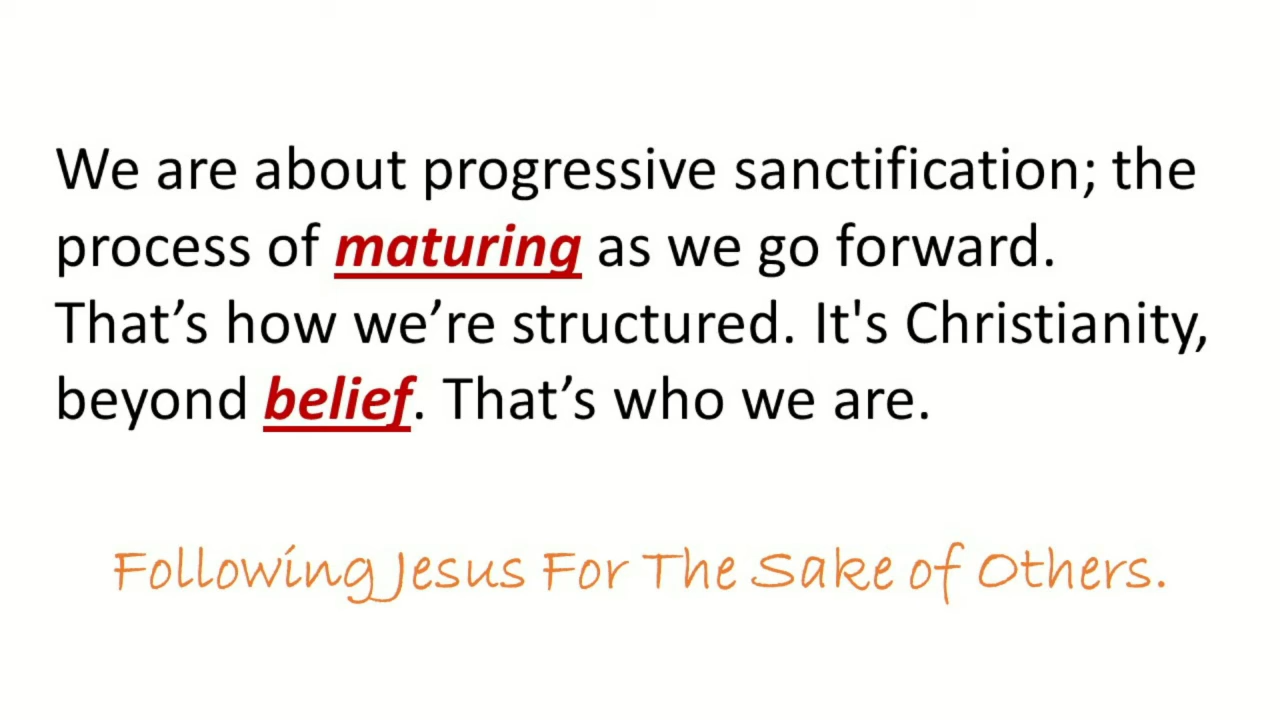 We are about progressive sanctification; the
process of maturing as we go forward.
That’s how we’re structured. It's Christianity,
beyond belief. That’s who we are.
Following Jesus For The Sake of Others.